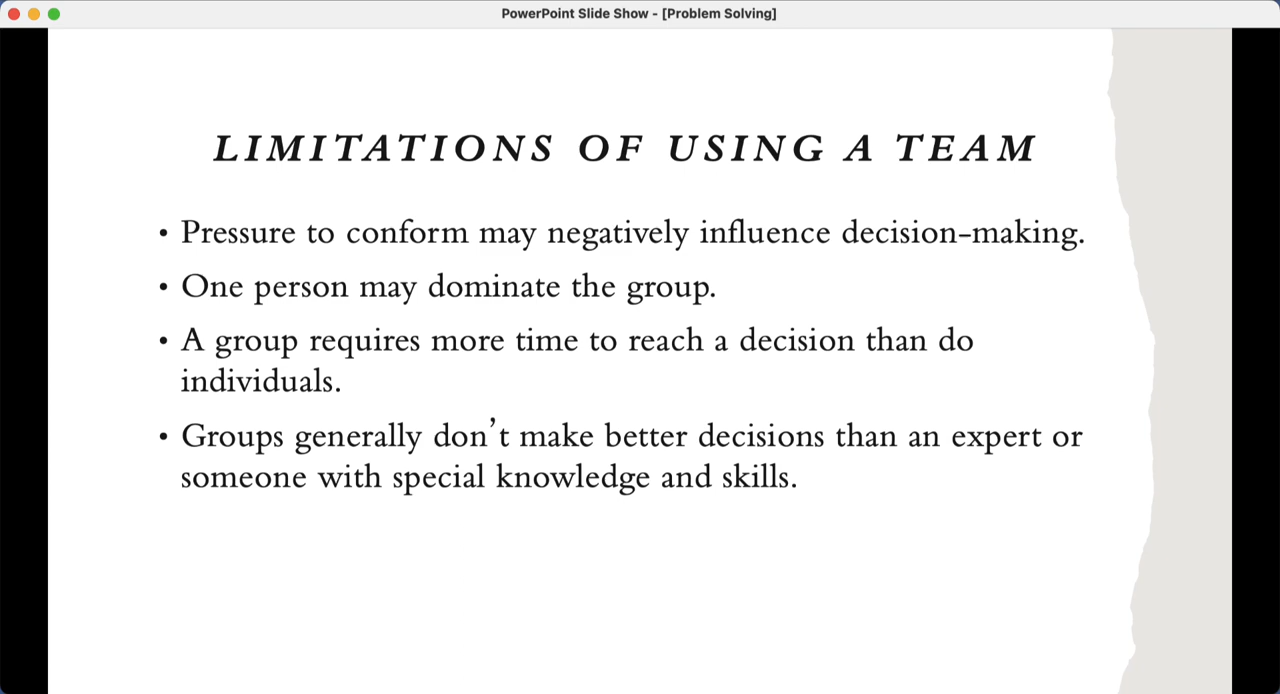 PowerPoint Slide Show - [Problem Solving]
LIMITATIONS OF USING A TEAM
• Pressure to conform may negatively influence decision-making.
• One person may dominate the group.
• A group requires more time to reach a decision than do
individuals.
• Groups generally don’t make better decisions than an expert or
someone with special knowledge and skills.